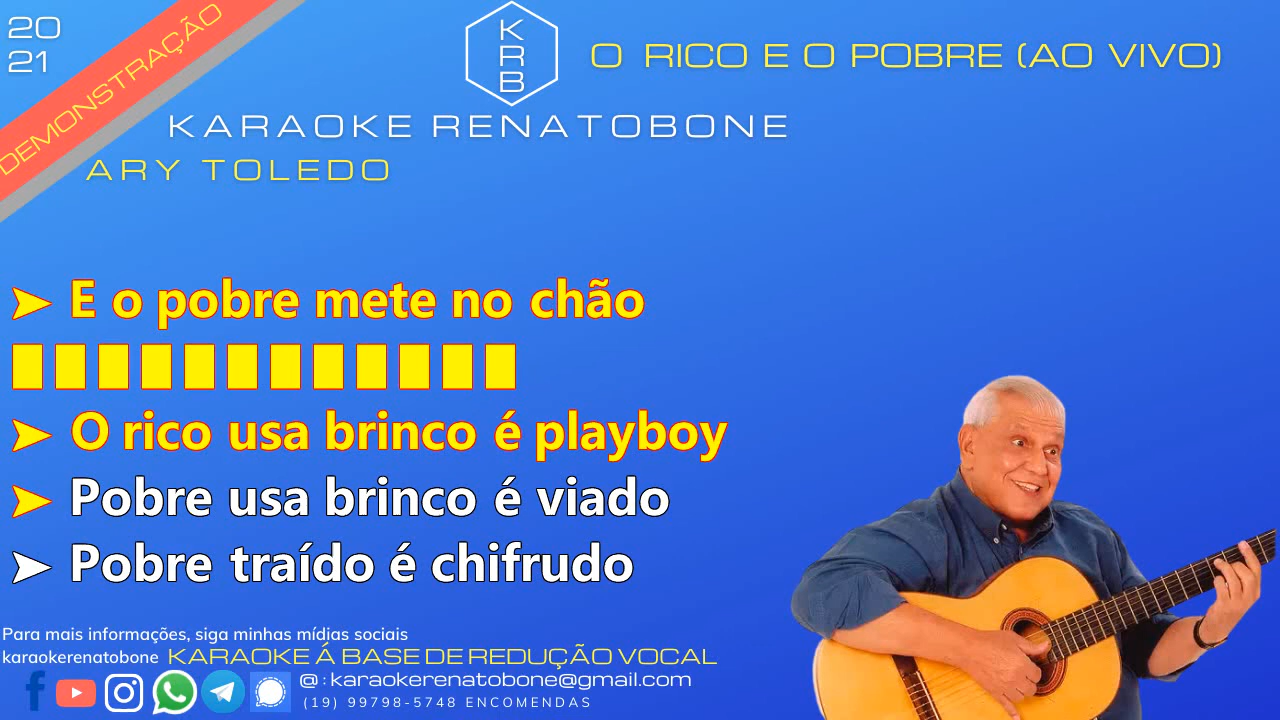 20
21
DEMONSTRAÇÃO
K
R
B
O RICO E O POBRE (AO VIVO)
KARAOKE RENATOBONE
ARY TOLEDO
➤ E o pobre mete no chão
➤ O rico usa brinco é playboy
➤ Pobre usa brinco é viado
➤ Pobre traído é chifrudo
Para mais informações, siga minhas mídias sociais
karaokerenatobone KARAOKE Á BASE DE REDUÇÃO VOCAL
@:karaokerenatobone@gmail.com
(19) 99798-5748 ENCOMENDAS